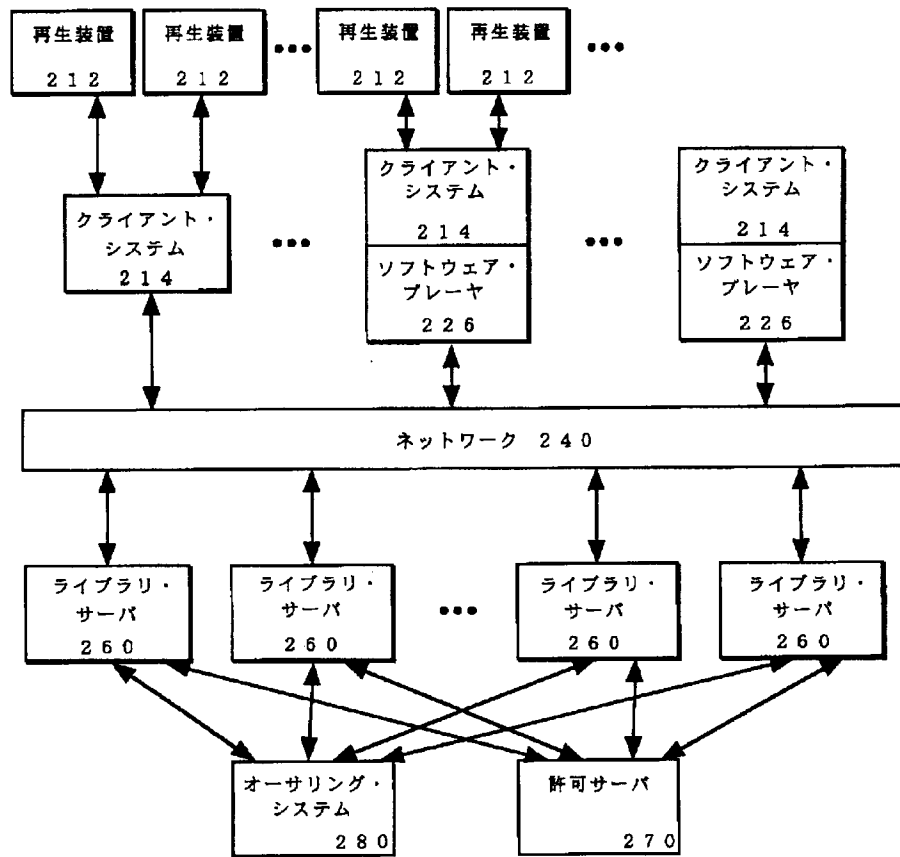 再生装置
２１２
再生装置
２１２
再生装置
２１２
再生装置
２１２
クライアント・
システム
２１４
クライアント・
システム
２１４
ソフトウェア・
プレーヤ
２２６
クライアント・
システム
２１４
ソフトウェア・
プレーヤ
２２６
ネットワーク ２４０
ライブラリ・
サーバ
２６０
ライブラリ・
サーバ
２６０
ライブラリ・
サーバ
２６０
ライブラリ・
サーバ
２６０
オーサリング・
システム
２８０
許可サーバ
２７０